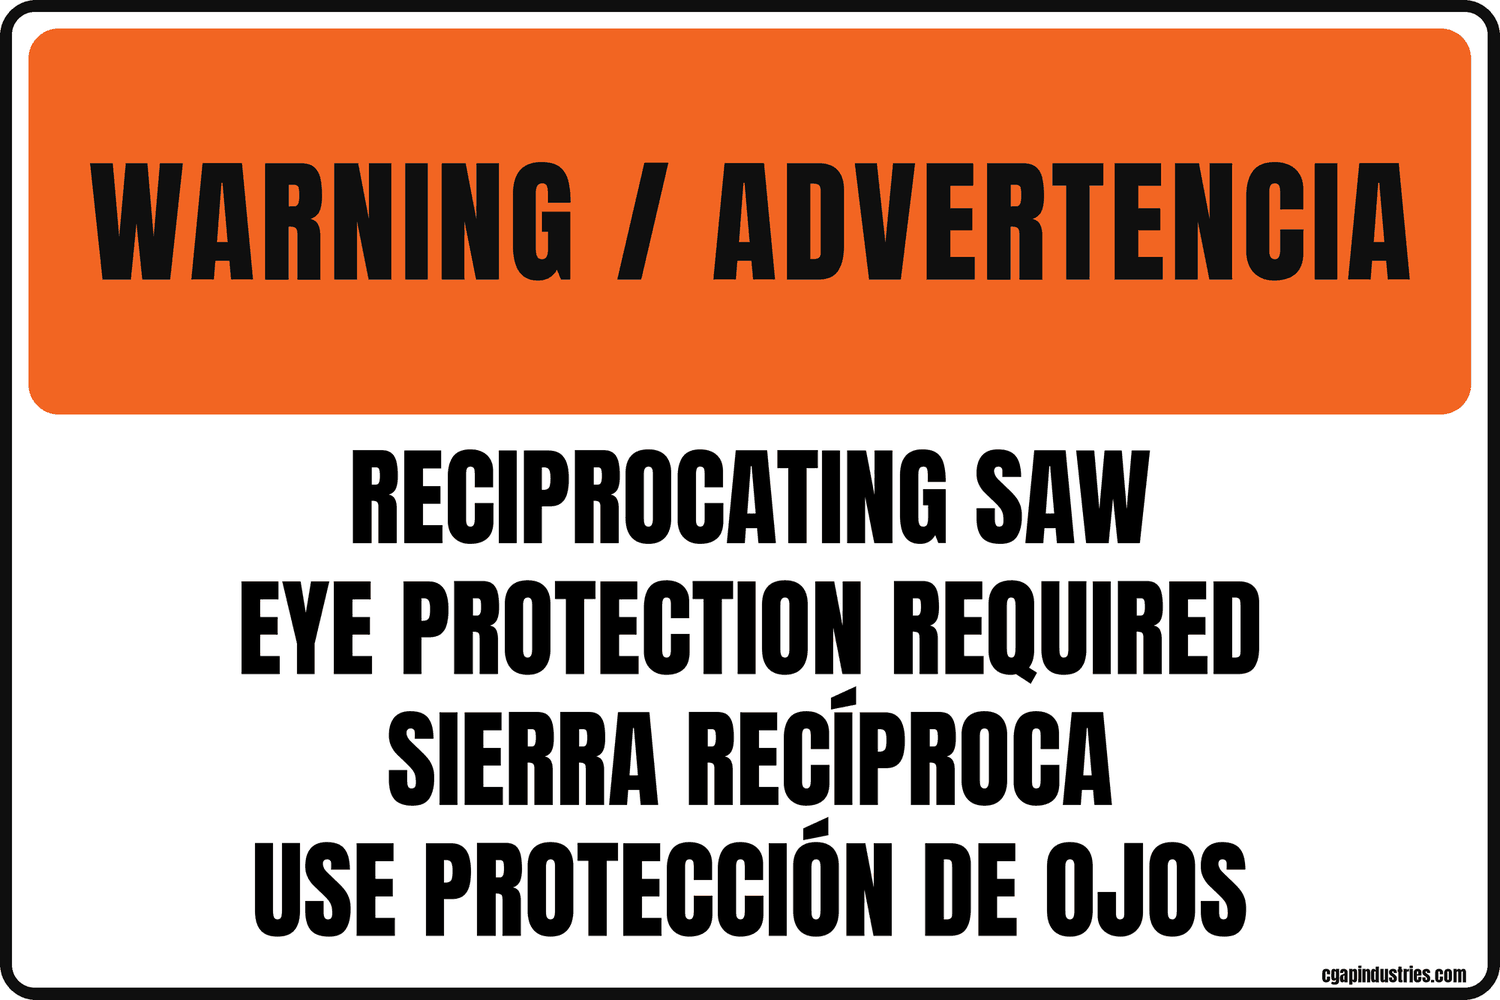 WARNING / ADVERTENCIA
RECIPROCATING SAW
EYE PROTECTION REQUIRED
SIERRA RECÍPROCA
USE PROTECCIÓN DE OJOS
cgapindustries.com